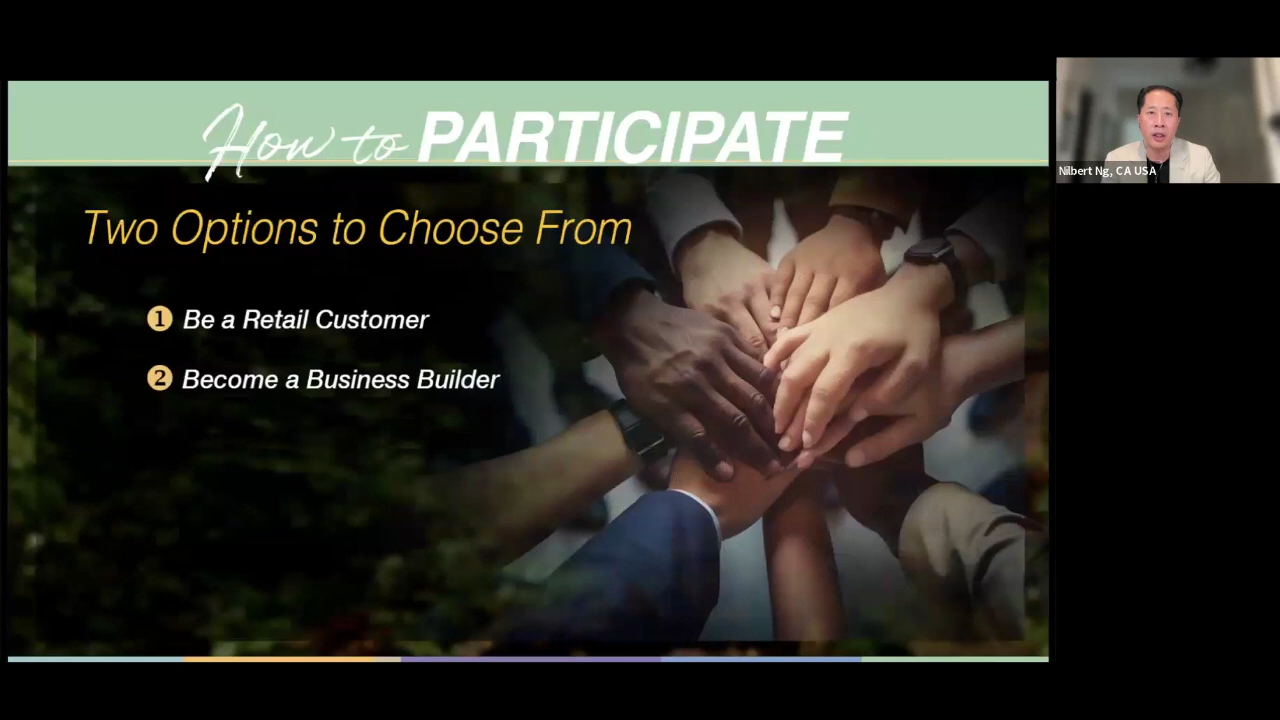 How to PARTICIPATE
Two Options to Choose From
1 Be a Retail Customer
2 Become a Business Builder
Nilbert Ng, CA USA